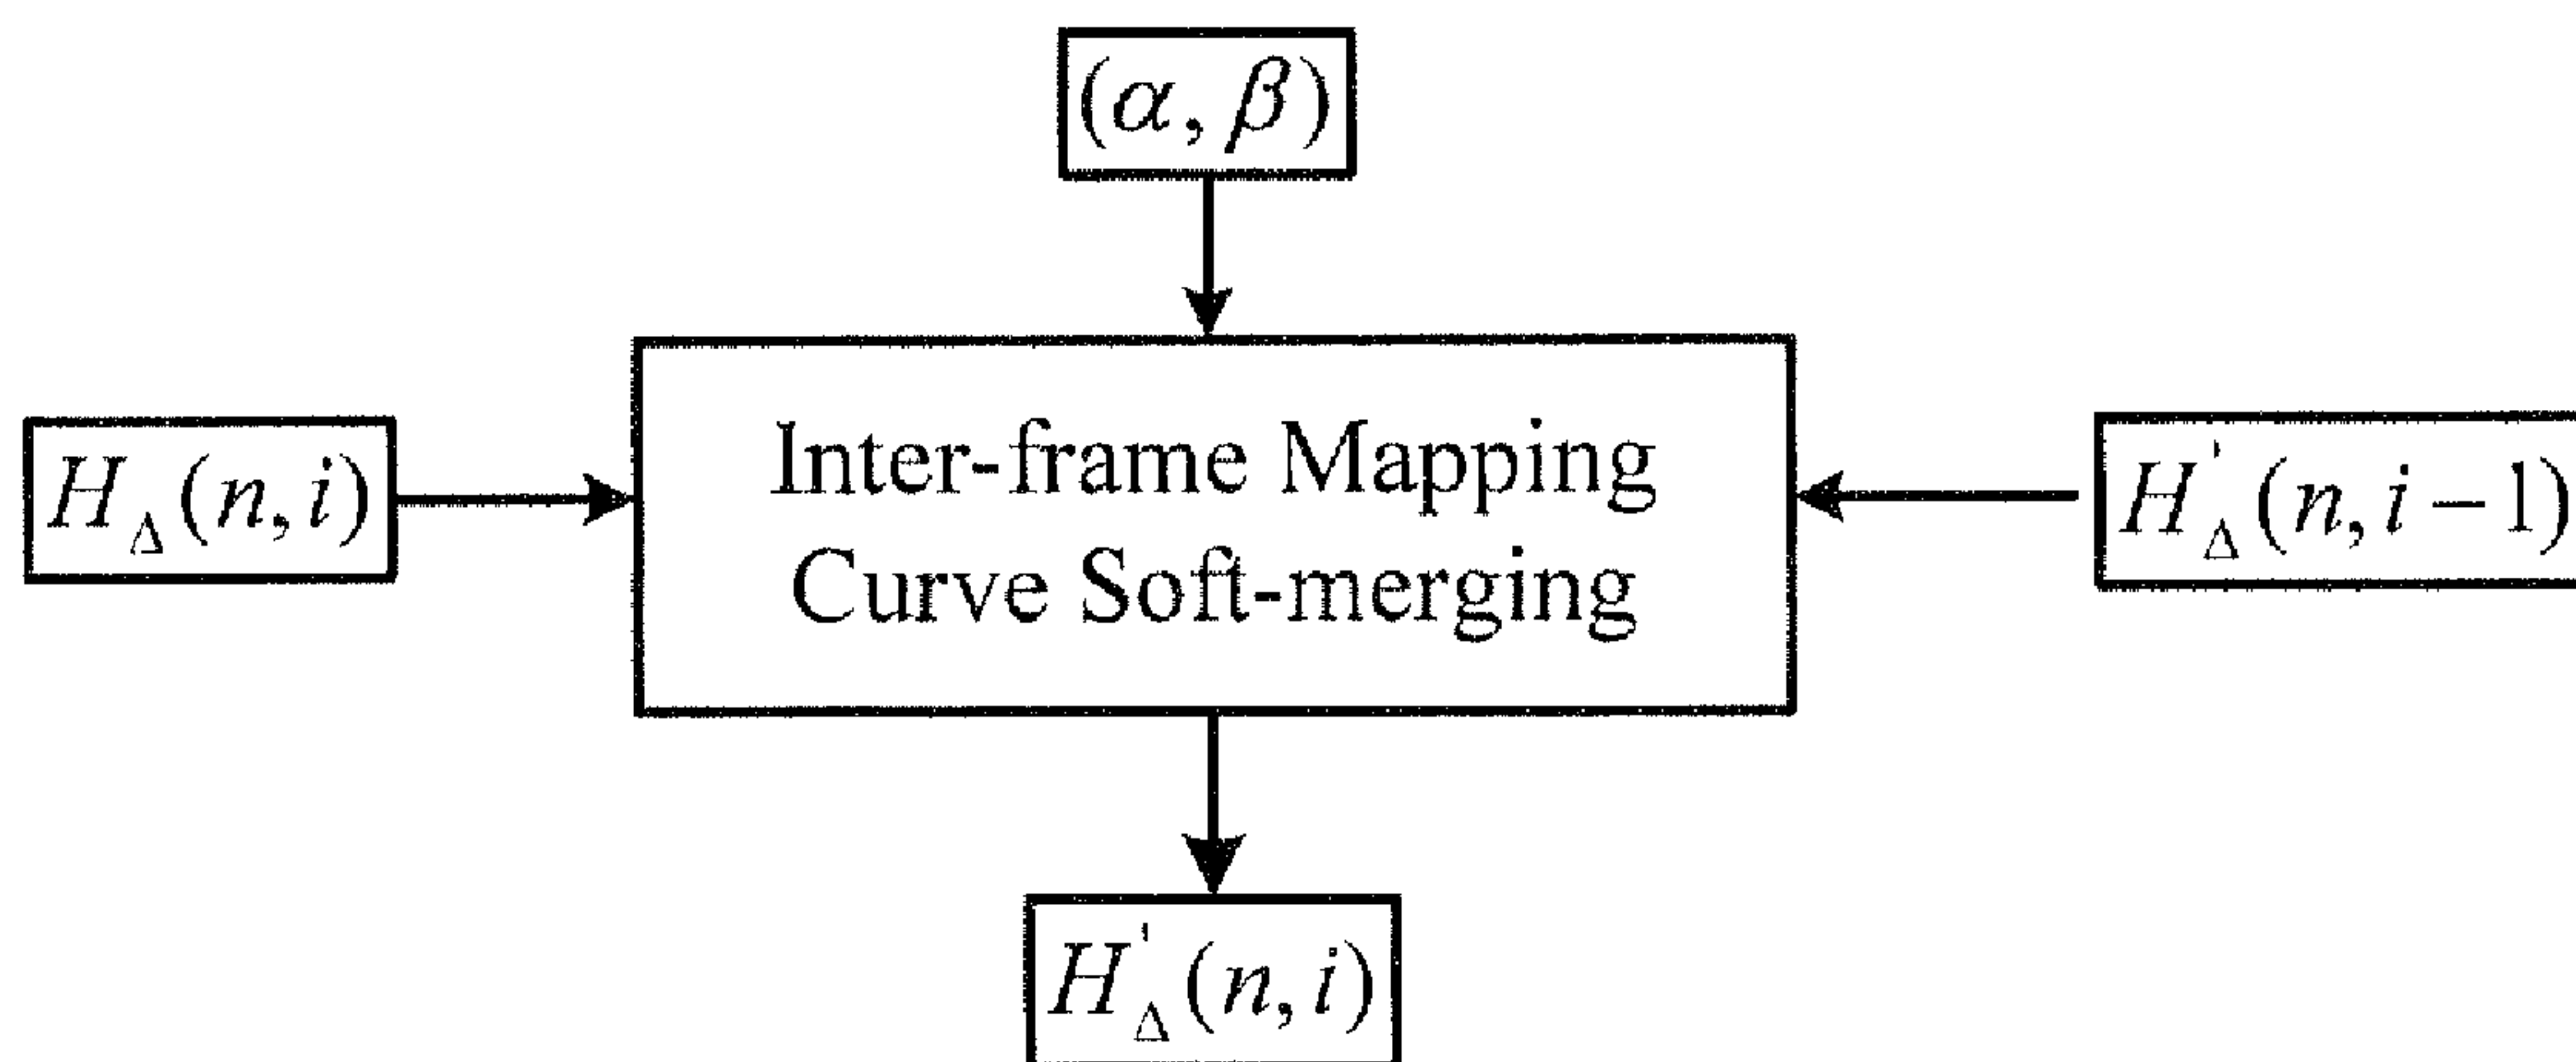 (α, β)
H_Δ(n, i)
Inter-frame Mapping
Curve Soft-merging
H'_Δ(n, i − 1)
H'_Δ(n, i)